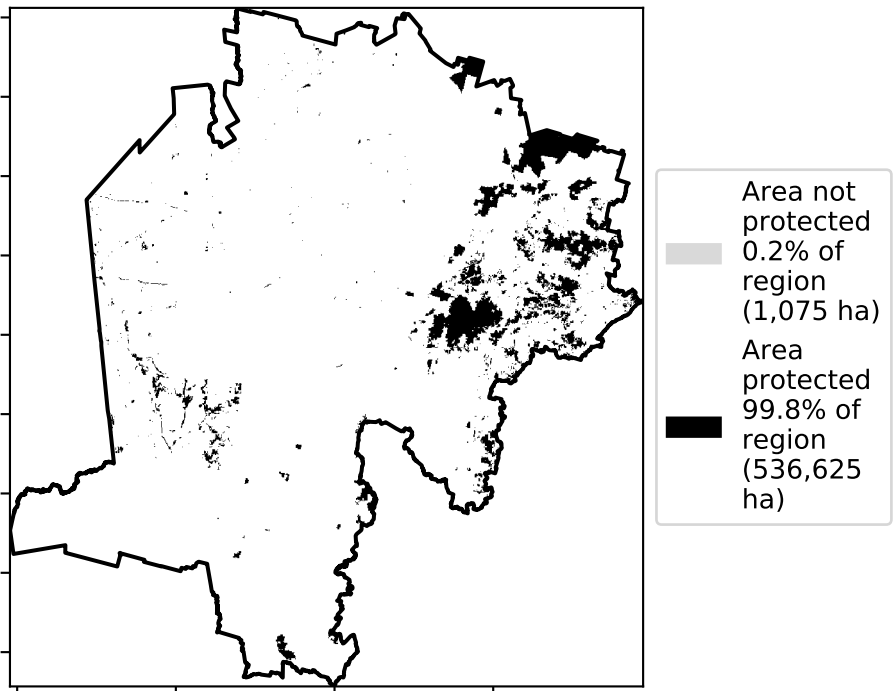 Area not
protected
0.2% of
region
(1,075 ha)
Area
protected
99.8% of
region
(536,625
ha)